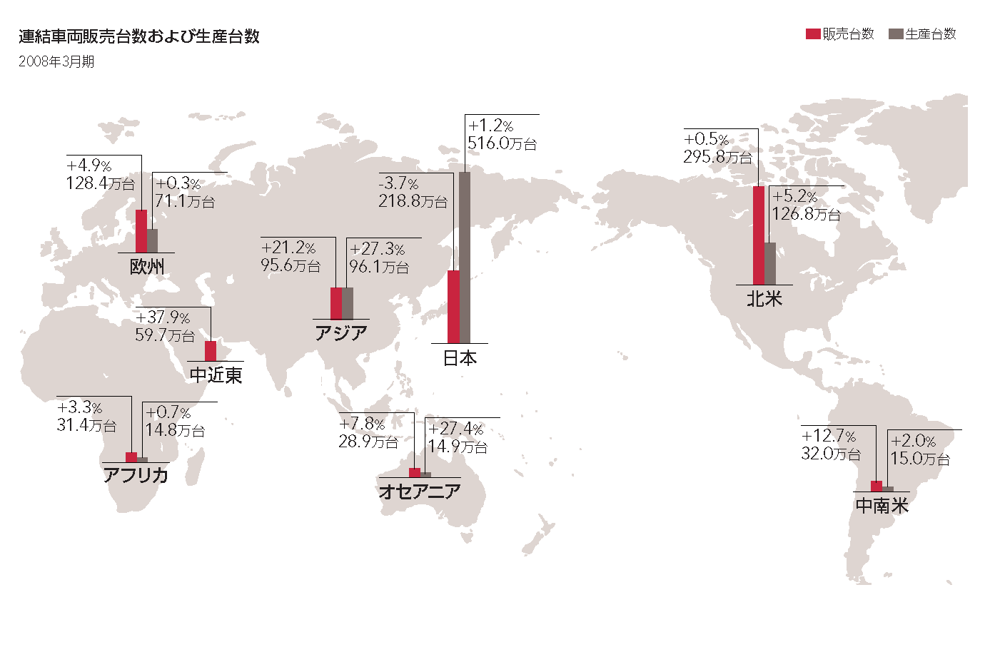 連結車両販売台数および生産台数
2008年3月期
販売台数 生産台数
+4.9%
128.4万台
+0.3%
71.1万台
欧州
+37.9%
59.7万台
中近東
+3.3%
31.4万台
+0.7%
14.8万台
アフリカ
+21.2%
95.6万台
+27.3%
96.1万台
アジア
-3.7%
218.8万台
+1.2%
516.0万台
日本
+7.8%
28.9万台
+27.4%
14.9万台
オセアニア
+0.5%
295.8万台
+5.2%
126.8万台
北米
+12.7%
32.0万台
+2.0%
15.0万台
中南米